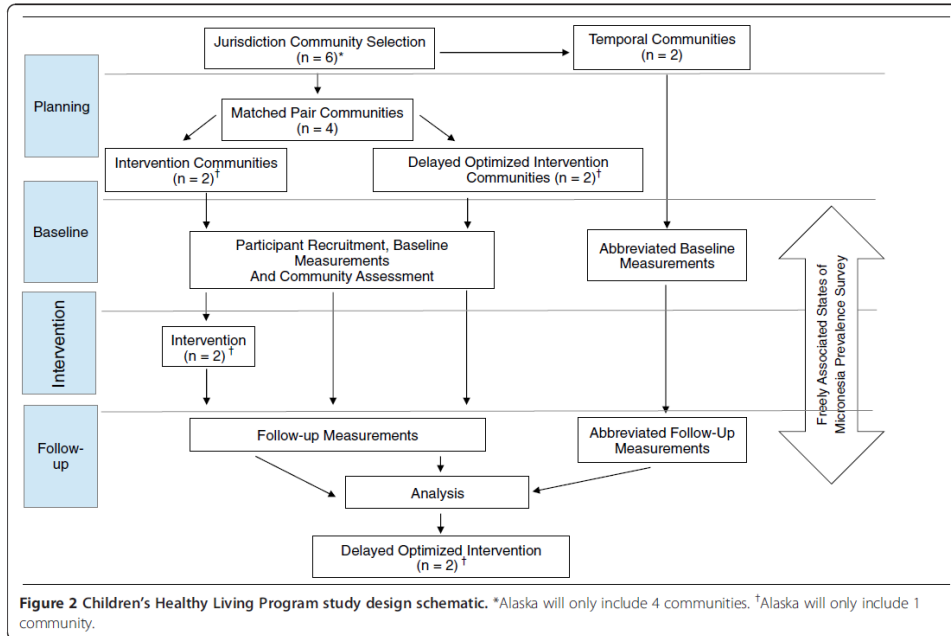 Jurisdiction Community Selection
(n = 6)*
Temporal Communities
(n = 2)
Planning
Matched Pair Communities
(n = 4)
Intervention Communities
(n = 2)†
Delayed Optimized Intervention
Communities (n = 2)†
Baseline
Participant Recruitment, Baseline
Measurements
And Community Assessment
Abbreviated Baseline
Measurements
Freely Associated States of
Micronesia Prevalence Survey
Intervention
Intervention
(n = 2) †
Follow-
up
Follow-up Measurements
Abbreviated Follow-Up
Measurements
Analysis
Delayed Optimized Intervention
(n = 2) †
Figure 2 Children's Healthy Living Program study design schematic. *Alaska will only include 4 communities. †Alaska will only include 1
community.